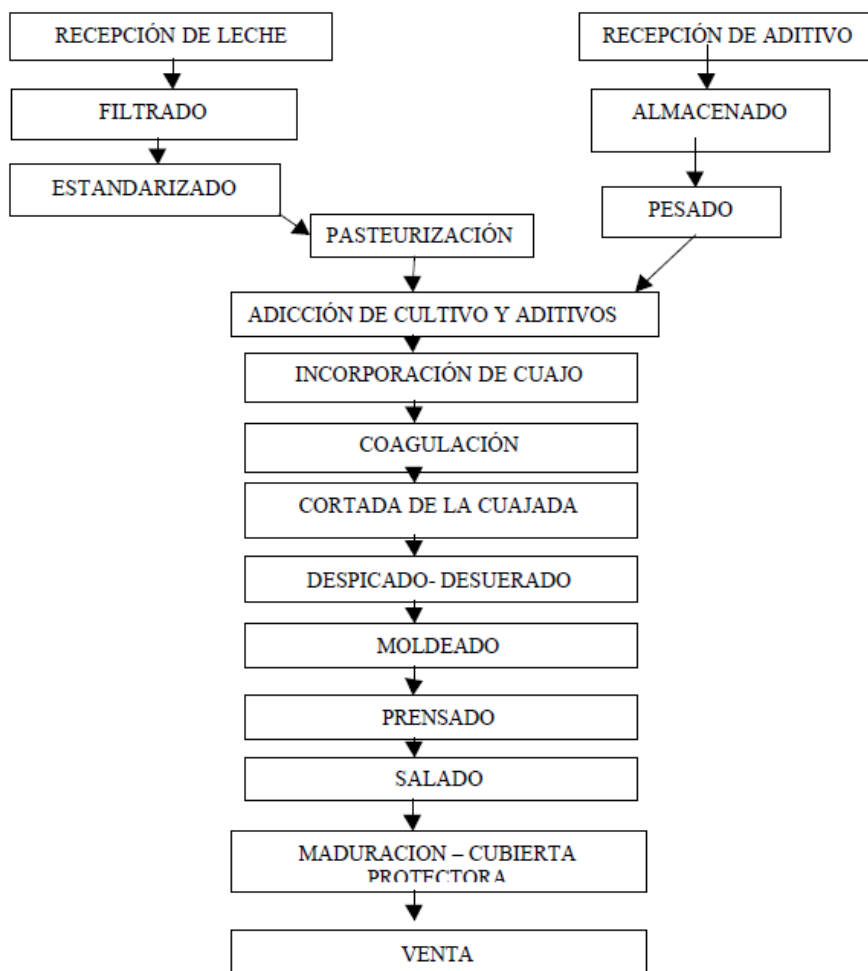 RECEPCIÓN DE LECHE
RECEPCIÓN DE ADITIVO
FILTRADO
ALMACENADO
ESTANDARIZADO
PESADO
PASTEURIZACIÓN
ADICCIÓN DE CULTIVO Y ADITIVOS
INCORPORACIÓN DE CUAJO
COAGULACIÓN
CORTADA DE LA CUAJADA
DESPICADO- DESUERADO
MOLDEADO
PRENSADO
SALADO
MADURACION – CUBIERTA
PROTECTORA
VENTA